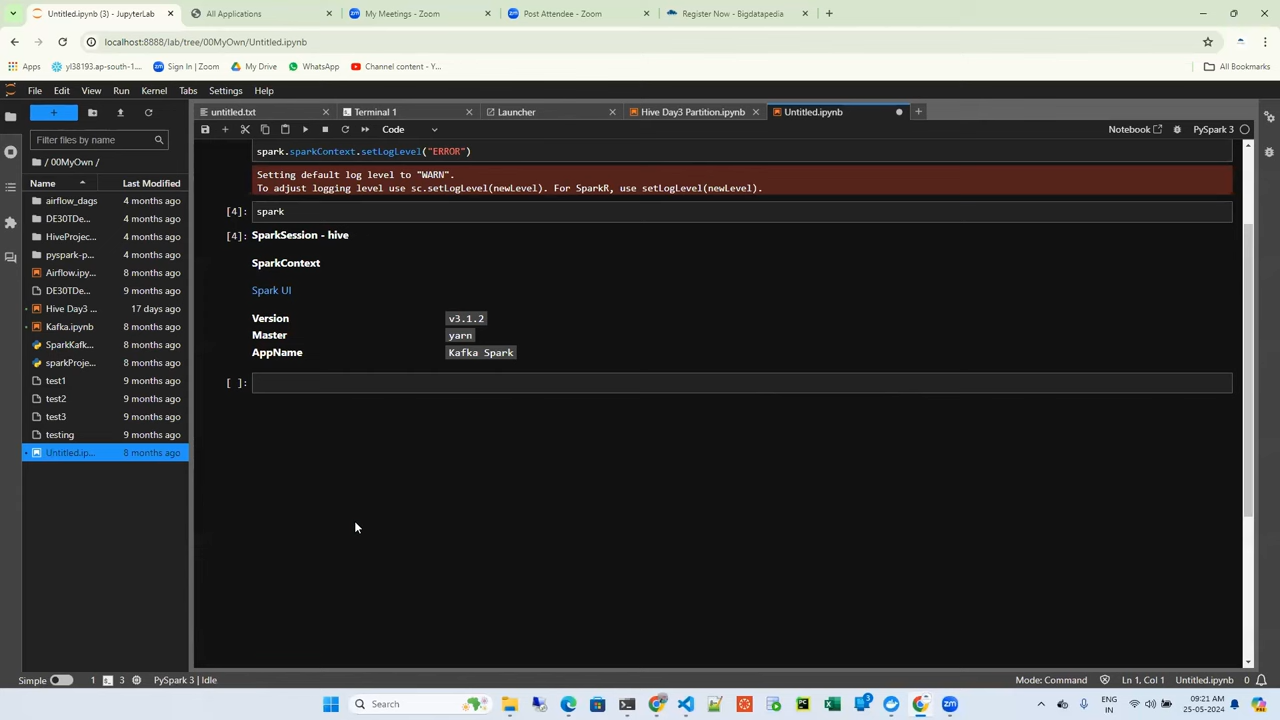 Untitled.ipynb (3) - JupyterLab
All Applications
My Meetings - Zoom
Post Attendee - Zoom
Register Now - Bigdatapedia
localhost:8888/lab/tree/00MyOwn/Untitled.ipynb
Apps
yl38193.ap-south-1....
Sign In | Zoom
My Drive
WhatsApp
Channel content - Y...
All Bookmarks
File Edit View Run Kernel Tabs Settings Help
untitled.txt
Terminal 1
Launcher
Hive Day3 Partition.ipynb
Untitled.ipynb
Code
Notebook
PySpark 3
Filter files by name
/ 00MyOwn /
Name Last Modified
airflow_dags 4 months ago
DE30TDe... 4 months ago
HiveProjec... 4 months ago
pyspark-p... 4 months ago
Airflow.ipy... 8 months ago
DE30TDe... 9 months ago
Hive Day3 ... 17 days ago
Kafka.ipynb 8 months ago
SparkKafk... 8 months ago
sparkProje... 8 months ago
test1 9 months ago
test2 9 months ago
test3 9 months ago
testing 9 months ago
Untitled.ip... 8 months ago
spark.sparkContext.setLogLevel("ERROR")
Setting default log level to "WARN".
To adjust logging level use sc.setLogLevel(newLevel). For SparkR, use setLogLevel(newLevel).
[4]: spark
[4]: SparkSession - hive
SparkContext
Spark UI
Version v3.1.2
Master yarn
AppName Kafka Spark
[ ]:
Simple 1 3 PySpark 3 | Idle
Mode: Command Ln 1, Col 1 Untitled.ipynb 0
Search
3
ENG
IN
09:21 AM
25-05-2024